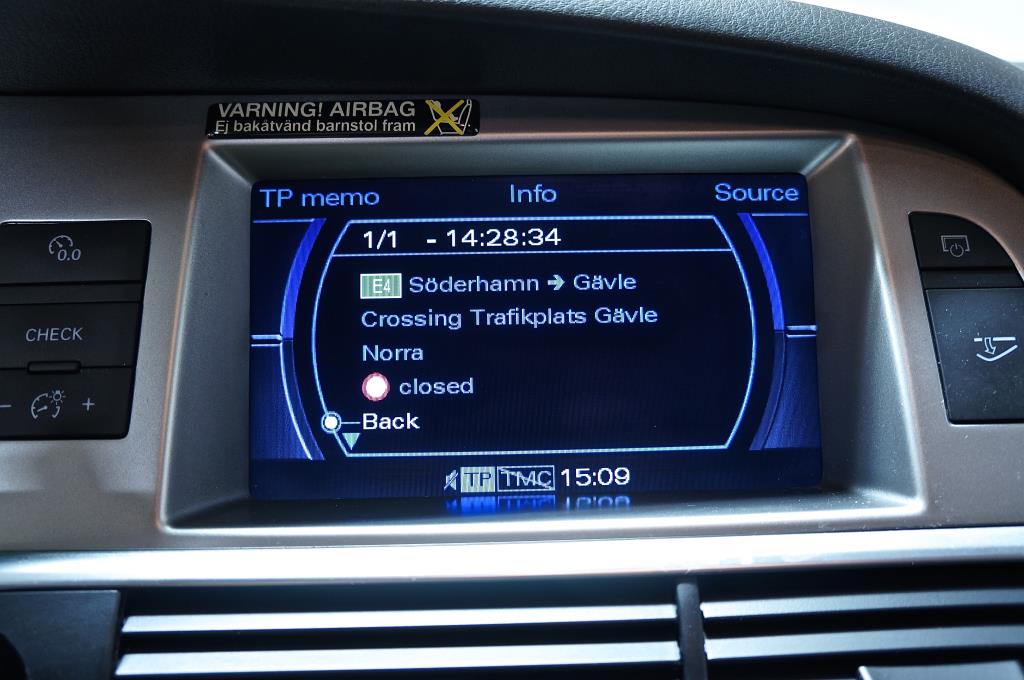 VARNING! AIRBAG
Ej bakåtvänd barnstol fram
TP memo Info Source
1/1 - 14:28:34
E4 Söderhamn → Gävle
Crossing Trafikplats Gävle
Norra
closed
Back
TP TMC 15:09
0.0
CHECK
- +